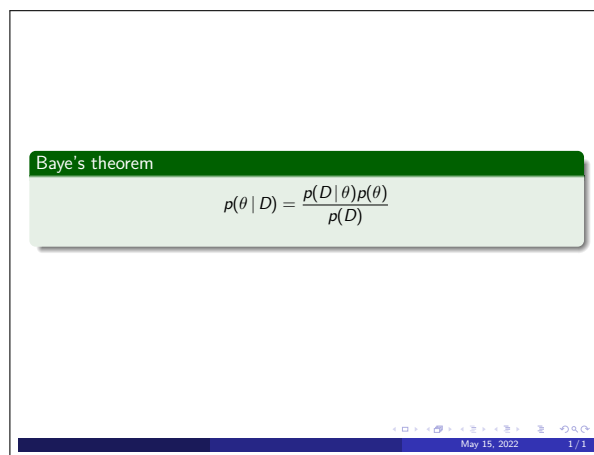 Baye's theorem
p(θ | D) = p(D | θ)p(θ) / p(D)
May 15, 2022 1 / 1